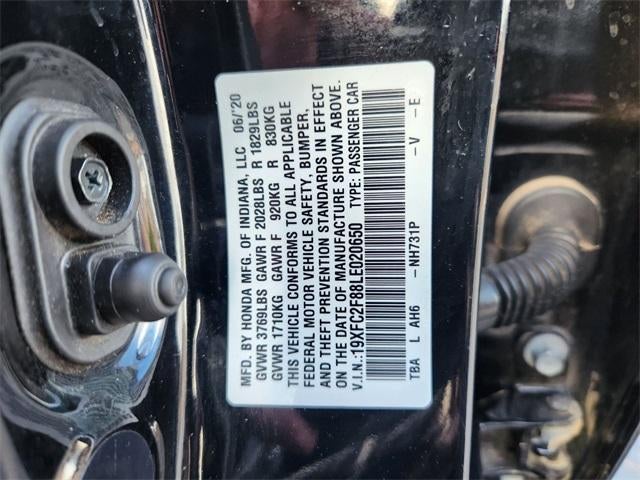 MFD. BY HONDA MFG. OF INDIANA, LLC 06/'20
GVWR 3769LBS GAWR F 2028LBS R 1829LBS
GVWR 1710KG GAWR F 920KG R 830KG
THIS VEHICLE CONFORMS TO ALL APPLICABLE
FEDERAL MOTOR VEHICLE SAFETY, BUMPER,
AND THEFT PREVENTION STANDARDS IN EFFECT
ON THE DATE OF MANUFACTURE SHOWN ABOVE.
V.I.N.:19XFC2F88LE020650 TYPE: PASSENGER CAR
TBA L AH6 -NH731P -V -E